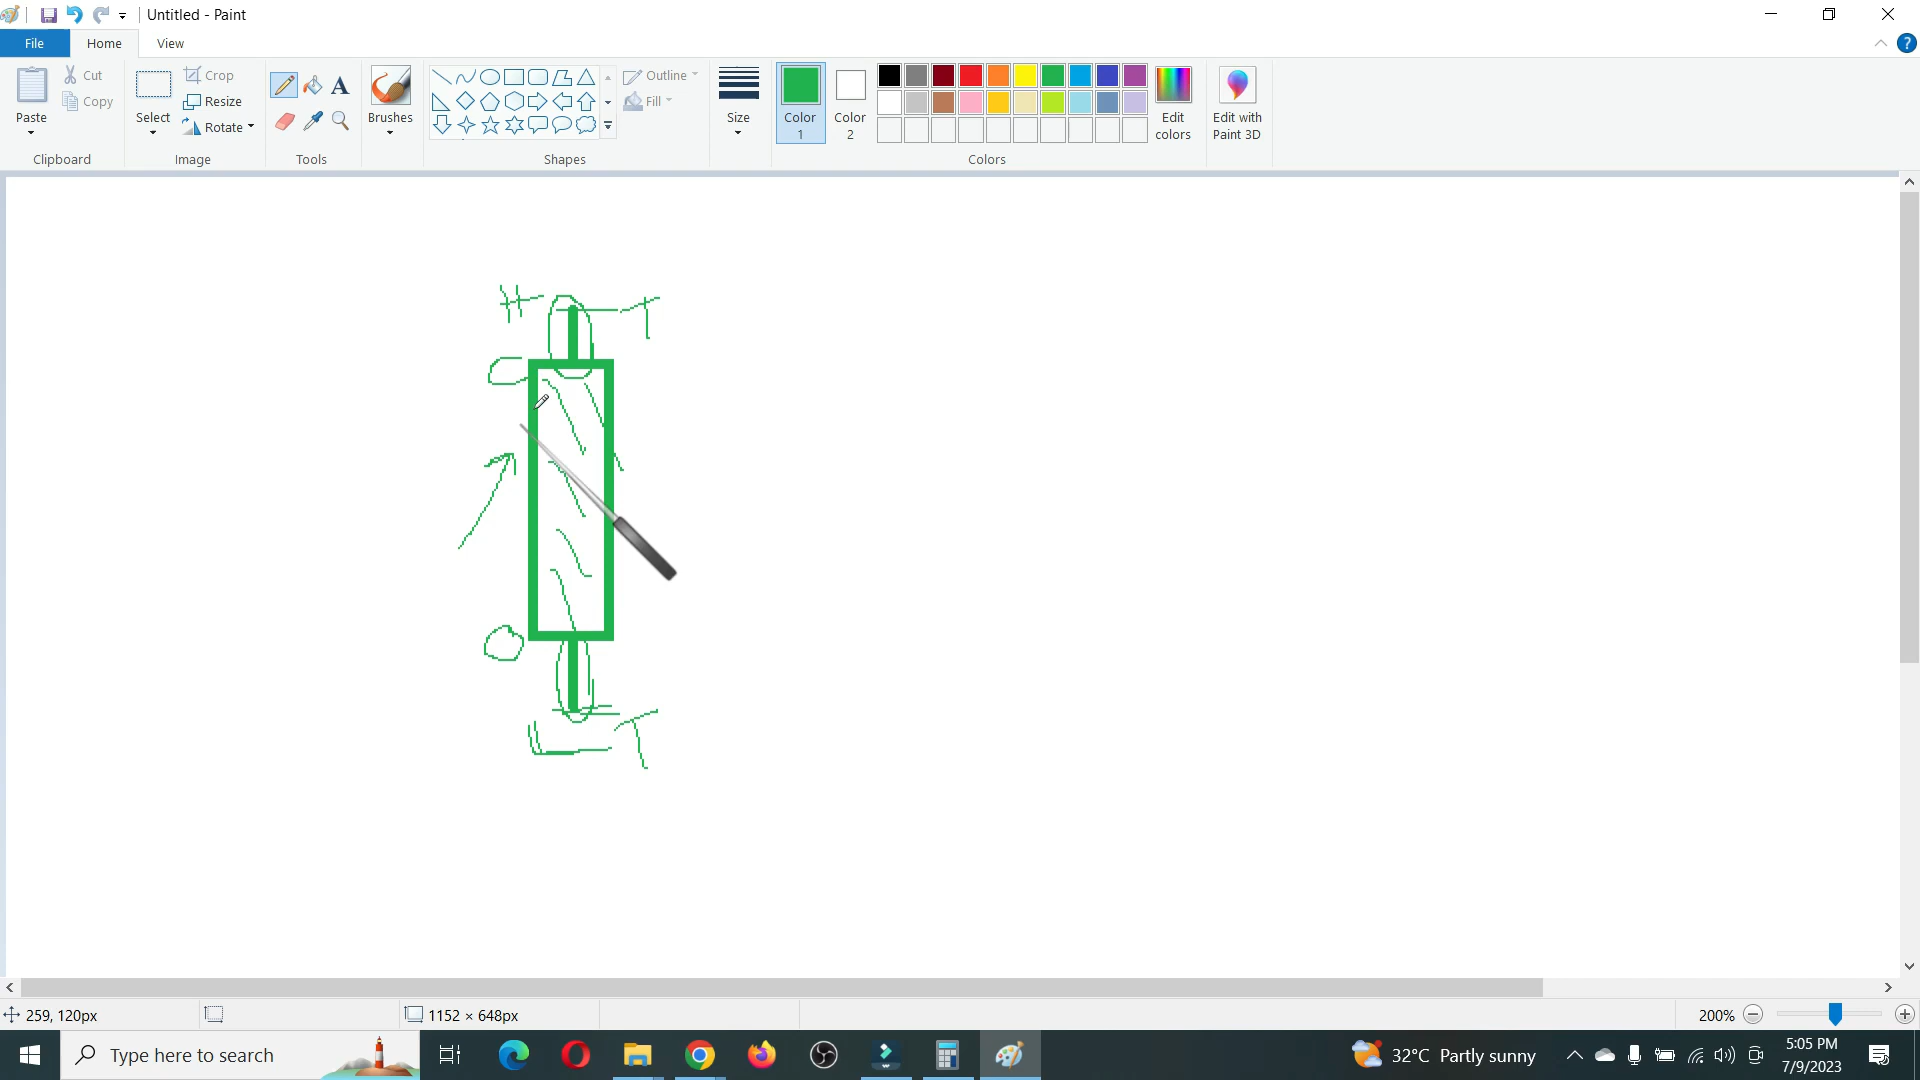 Untitled - Paint
File
Home
View
Paste
Cut
Copy
Clipboard
Select
Crop
Resize
Rotate
Image
Tools
Brushes
Shapes
Outline
Fill
Size
Color
1
Color
2
Colors
Edit
colors
Edit with
Paint 3D
259, 120px
1152 × 648px
200%
Type here to search
32°C Partly sunny
5:05 PM
7/9/2023